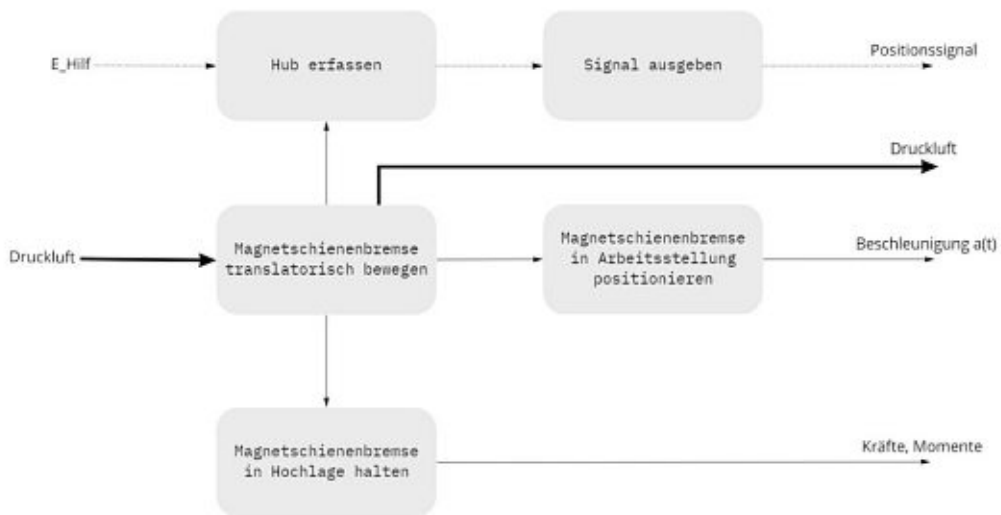 E_Hilf
Hub erfassen
Signal ausgeben
Positionssignal
Druckluft
Druckluft
Magnetschienenbremse
translatorisch bewegen
Magnetschienenbremse
in Arbeitsstellung
positionieren
Beschleunigung a(t)
Magnetschienenbremse
in Hochlage halten
Kräfte, Momente